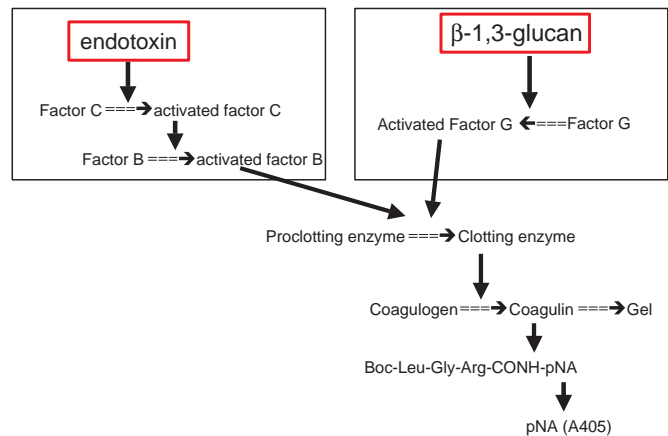 endotoxin
Factor C ===➔ activated factor C
Factor B ===➔ activated factor B
β-1,3-glucan
Activated Factor G ➔===Factor G
Proclotting enzyme ===➔ Clotting enzyme
Coagulogen===➔ Coagulin ===➔Gel
Boc-Leu-Gly-Arg-CONH-pNA
pNA (A405)